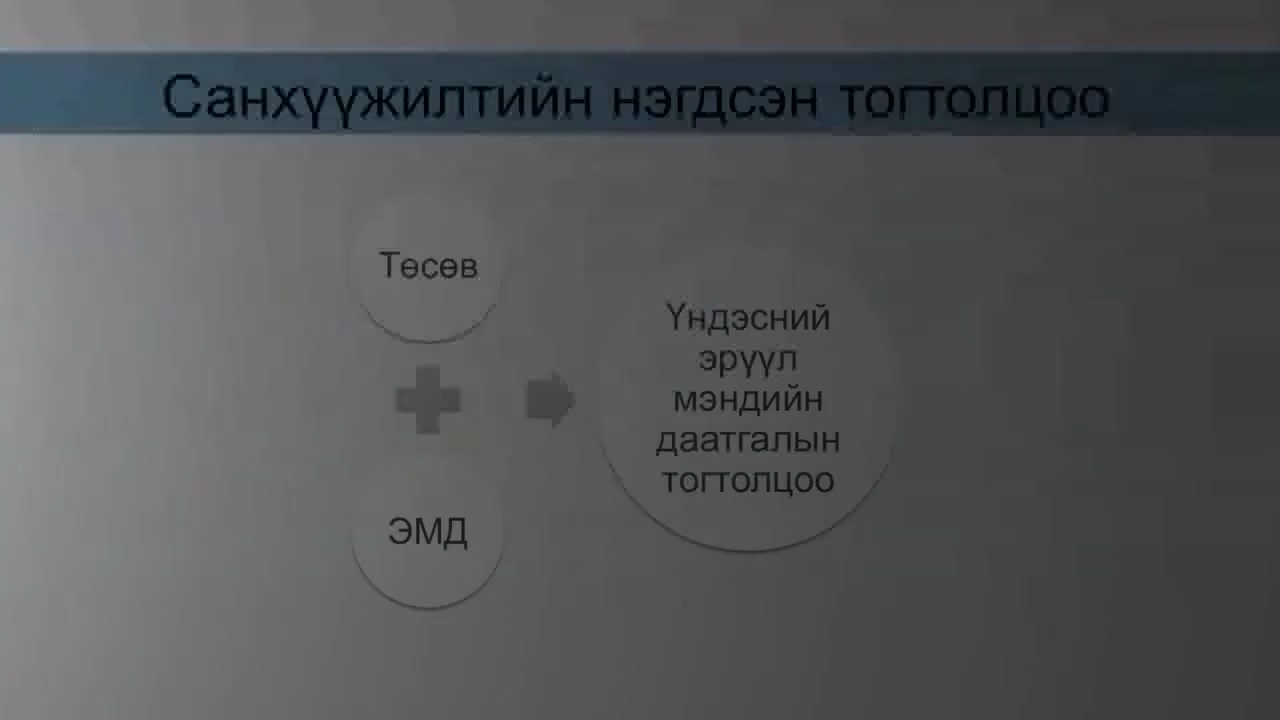 Санхүүжилтийн нэгдсэн тогтолцоо
Төсөв
ЭМД
Үндэсний
эрүүл
мэндийн
даатгалын
тогтолцоо